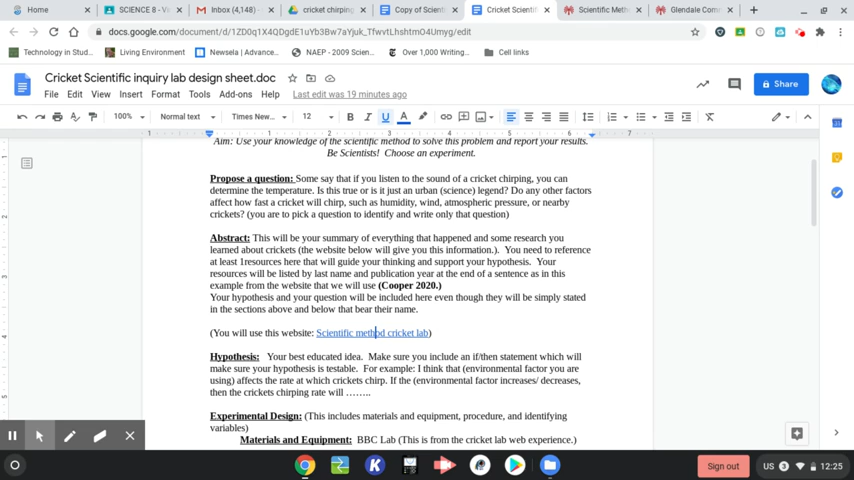 Home
SCIENCE 8 - Vi
Inbox (4,148)
cricket chirping
Copy of Scienti
Cricket Scientif
Scientific Meth
Glendale Com
docs.google.com/document/d/1ZD0q1X4QDgE1uYb3Bw7aYjuk_TfwvtLhshtmO4Umyg/edit
Technology in Stud...
Living Environment
Newsela | Advance...
NAEP - 2009 Scien...
Over 1,000 Writing...
Cell links
Cricket Scientific inquiry lab design sheet.doc
File Edit View Insert Format Tools Add-ons Help Last edit was 19 minutes ago
Share
100% Normal text Times New... 12
Aim: Use your knowledge of the scientific method to solve this problem and report your results.
Be Scientists! Choose an experiment.
Propose a question: Some say that if you listen to the sound of a cricket chirping, you can
determine the temperature. Is this true or is it just an urban (science) legend? Do any other factors
affect how fast a cricket will chirp, such as humidity, wind, atmospheric pressure, or nearby
crickets? (you are to pick a question to identify and write only that question)
Abstract: This will be your summary of everything that happened and some research you
learned about crickets (the website below will give you this information.). You need to reference
at least 1resources here that will guide your thinking and support your hypothesis. Your
resources will be listed by last name and publication year at the end of a sentence as in this
example from the website that we will use (Cooper 2020.)
Your hypothesis and your question will be included here even though they will be simply stated
in the sections above and below that bear their name.
(You will use this website: Scientific method cricket lab)
Hypothesis: Your best educated idea. Make sure you include an if/then statement which will
make sure your hypothesis is testable. For example: I think that (environmental factor you are
using) affects the rate at which crickets chirp. If the (environmental factor increases/ decreases,
then the crickets chirping rate will ……..
Experimental Design: (This includes materials and equipment, procedure, and identifying
variables)
Materials and Equipment: BBC Lab (This is from the cricket lab web experience.)
Sign out
US 3 12:25